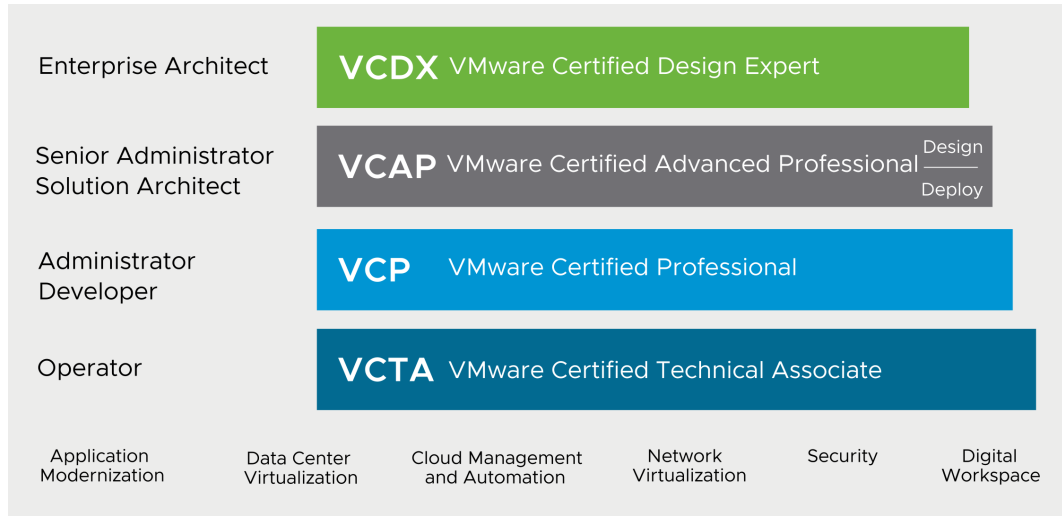 Enterprise Architect
VCDX VMware Certified Design Expert
Senior Administrator
Solution Architect
VCAP VMware Certified Advanced Professional
Design
Deploy
Administrator
Developer
VCP VMware Certified Professional
Operator
VCTA VMware Certified Technical Associate
Application
Modernization
Data Center
Virtualization
Cloud Management
and Automation
Network
Virtualization
Security
Digital
Workspace